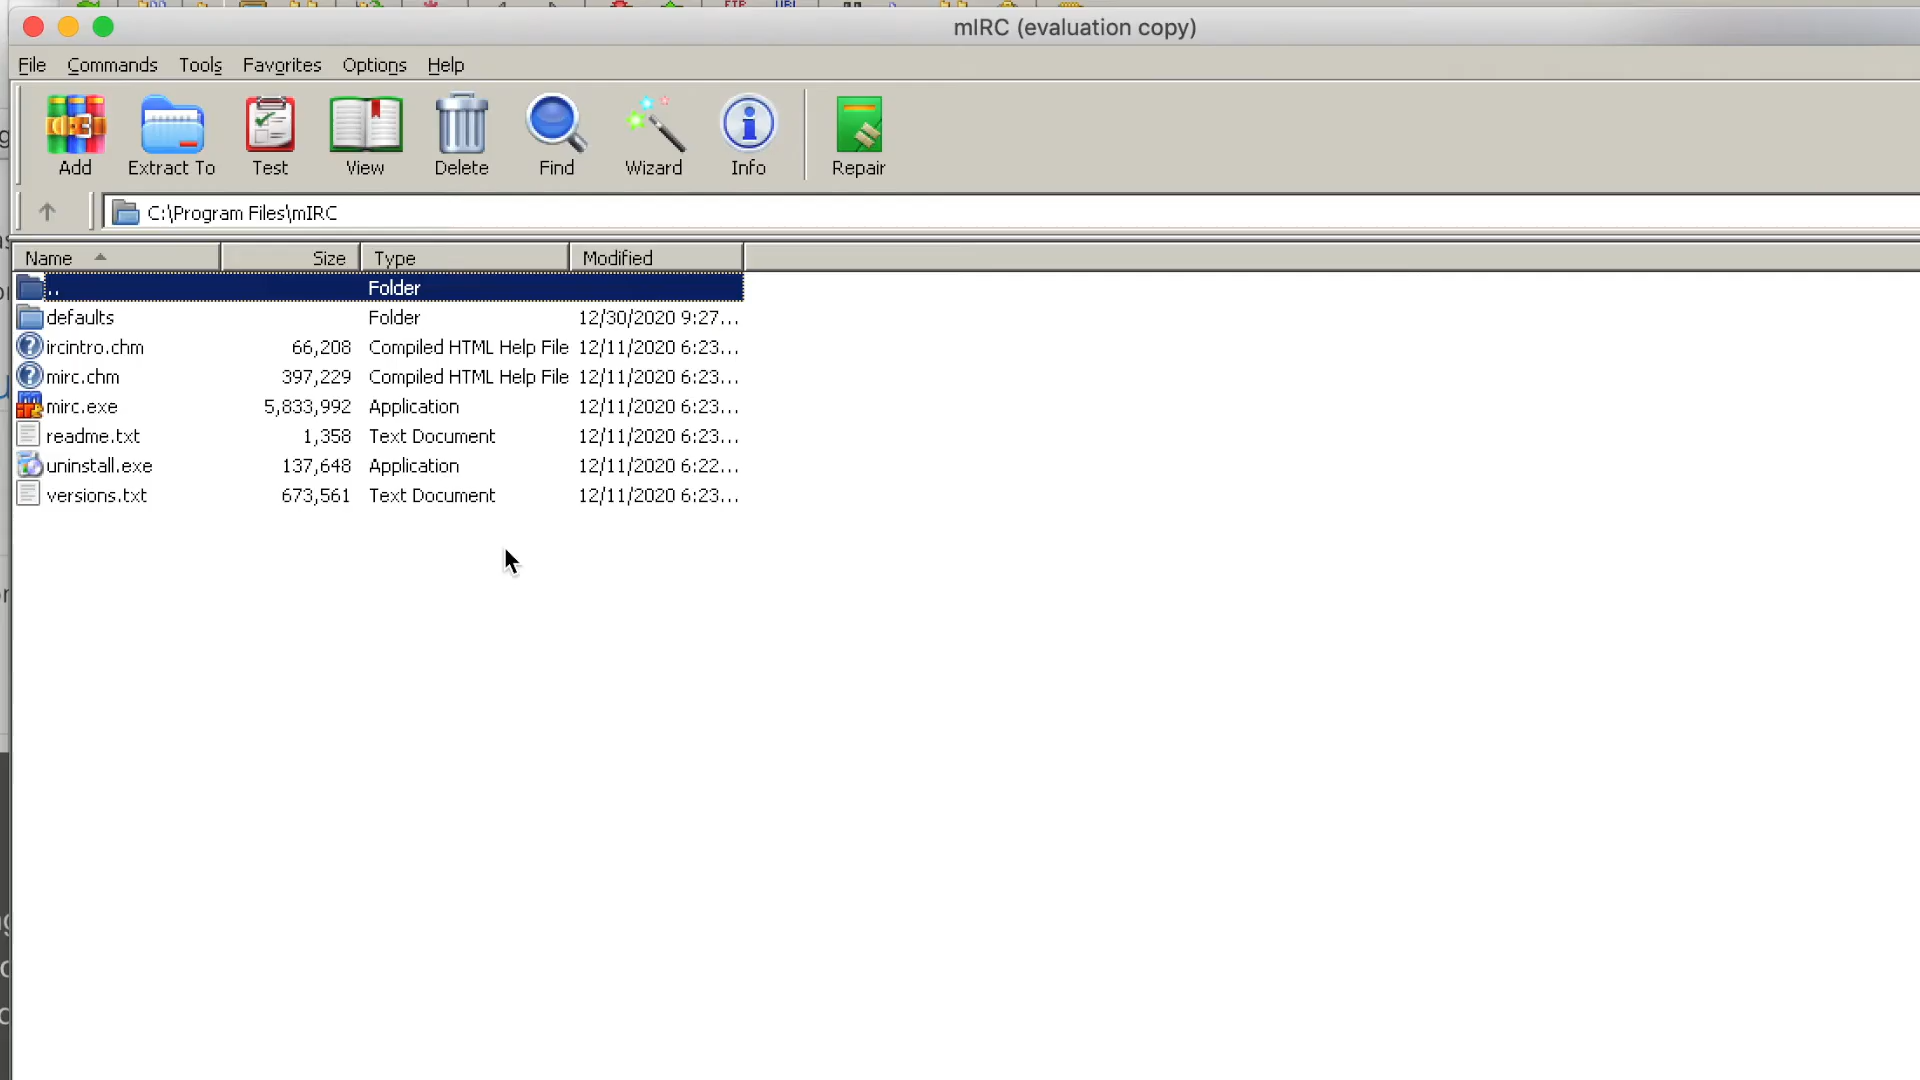 mIRC (evaluation copy)
File Commands Tools Favorites Options Help
Add Extract To Test View Delete Find Wizard Info Repair
C:\Program Files\mIRC
Name Size Type Modified
.. Folder
defaults Folder 12/30/2020 9:27...
ircintro.chm 66,208 Compiled HTML Help File 12/11/2020 6:23...
mirc.chm 397,229 Compiled HTML Help File 12/11/2020 6:23...
mirc.exe 5,833,992 Application 12/11/2020 6:23...
readme.txt 1,358 Text Document 12/11/2020 6:23...
uninstall.exe 137,648 Application 12/11/2020 6:22...
versions.txt 673,561 Text Document 12/11/2020 6:23...